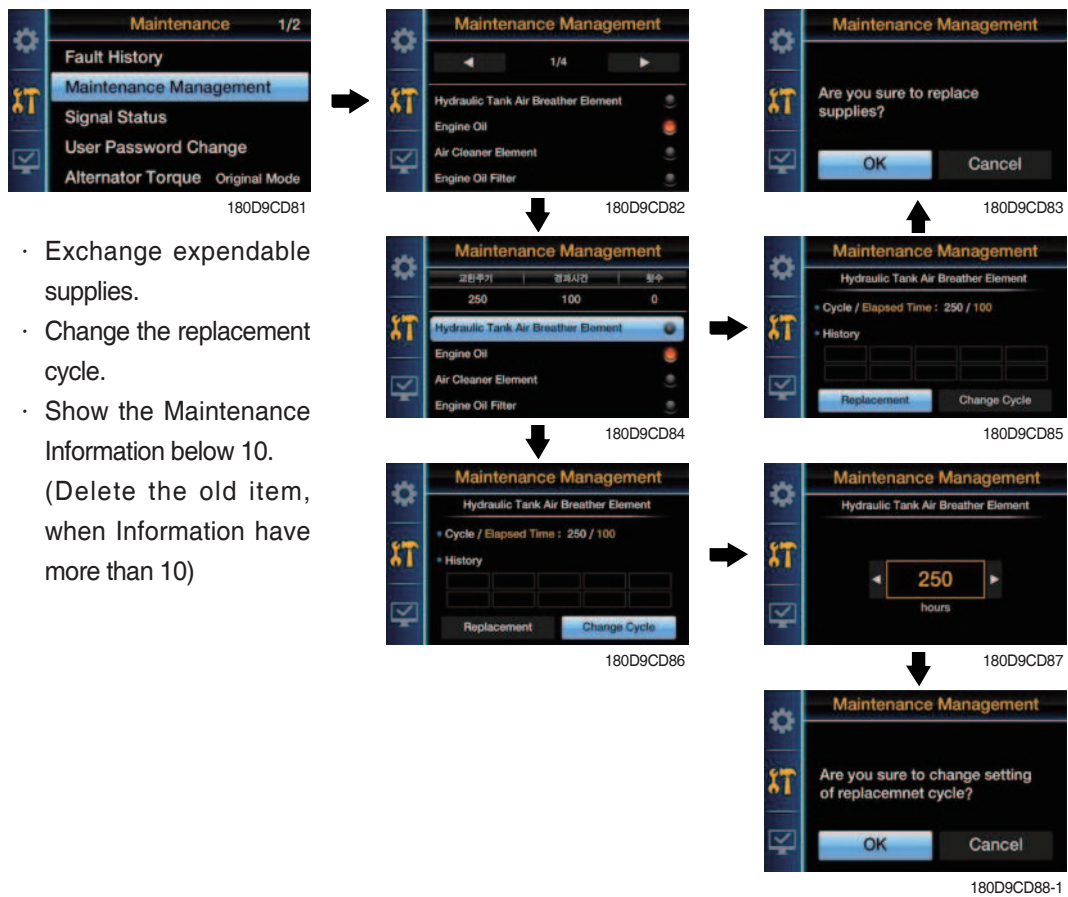 Maintenance 1/2
Fault History
Maintenance Management
Signal Status
User Password Change
Alternator Torque Original Mode
180D9CD81
Maintenance Management
1/4
Hydraulic Tank Air Breather Element
Engine Oil
Air Cleaner Element
Engine Oil Filter
180D9CD82
Maintenance Management
Are you sure to replace
supplies?
OK Cancel
180D9CD83
· Exchange expendable
supplies.
· Change the replacement
cycle.
· Show the Maintenance
Information below 10.
(Delete the old item,
when Information have
more than 10)
Maintenance Management
교환주기 경과시간 횟수
250 100 0
Hydraulic Tank Air Breather Element
Engine Oil
Air Cleaner Element
Engine Oil Filter
180D9CD84
Maintenance Management
Hydraulic Tank Air Breather Element
Cycle / Elapsed Time : 250 / 100
History
Replacement Change Cycle
180D9CD85
Maintenance Management
Hydraulic Tank Air Breather Element
Cycle / Elapsed Time : 250 / 100
History
Replacement Change Cycle
180D9CD86
Maintenance Management
Hydraulic Tank Air Breather Element
250
hours
180D9CD87
Maintenance Management
Are you sure to change setting
of replacemnet cycle?
OK Cancel
180D9CD88-1